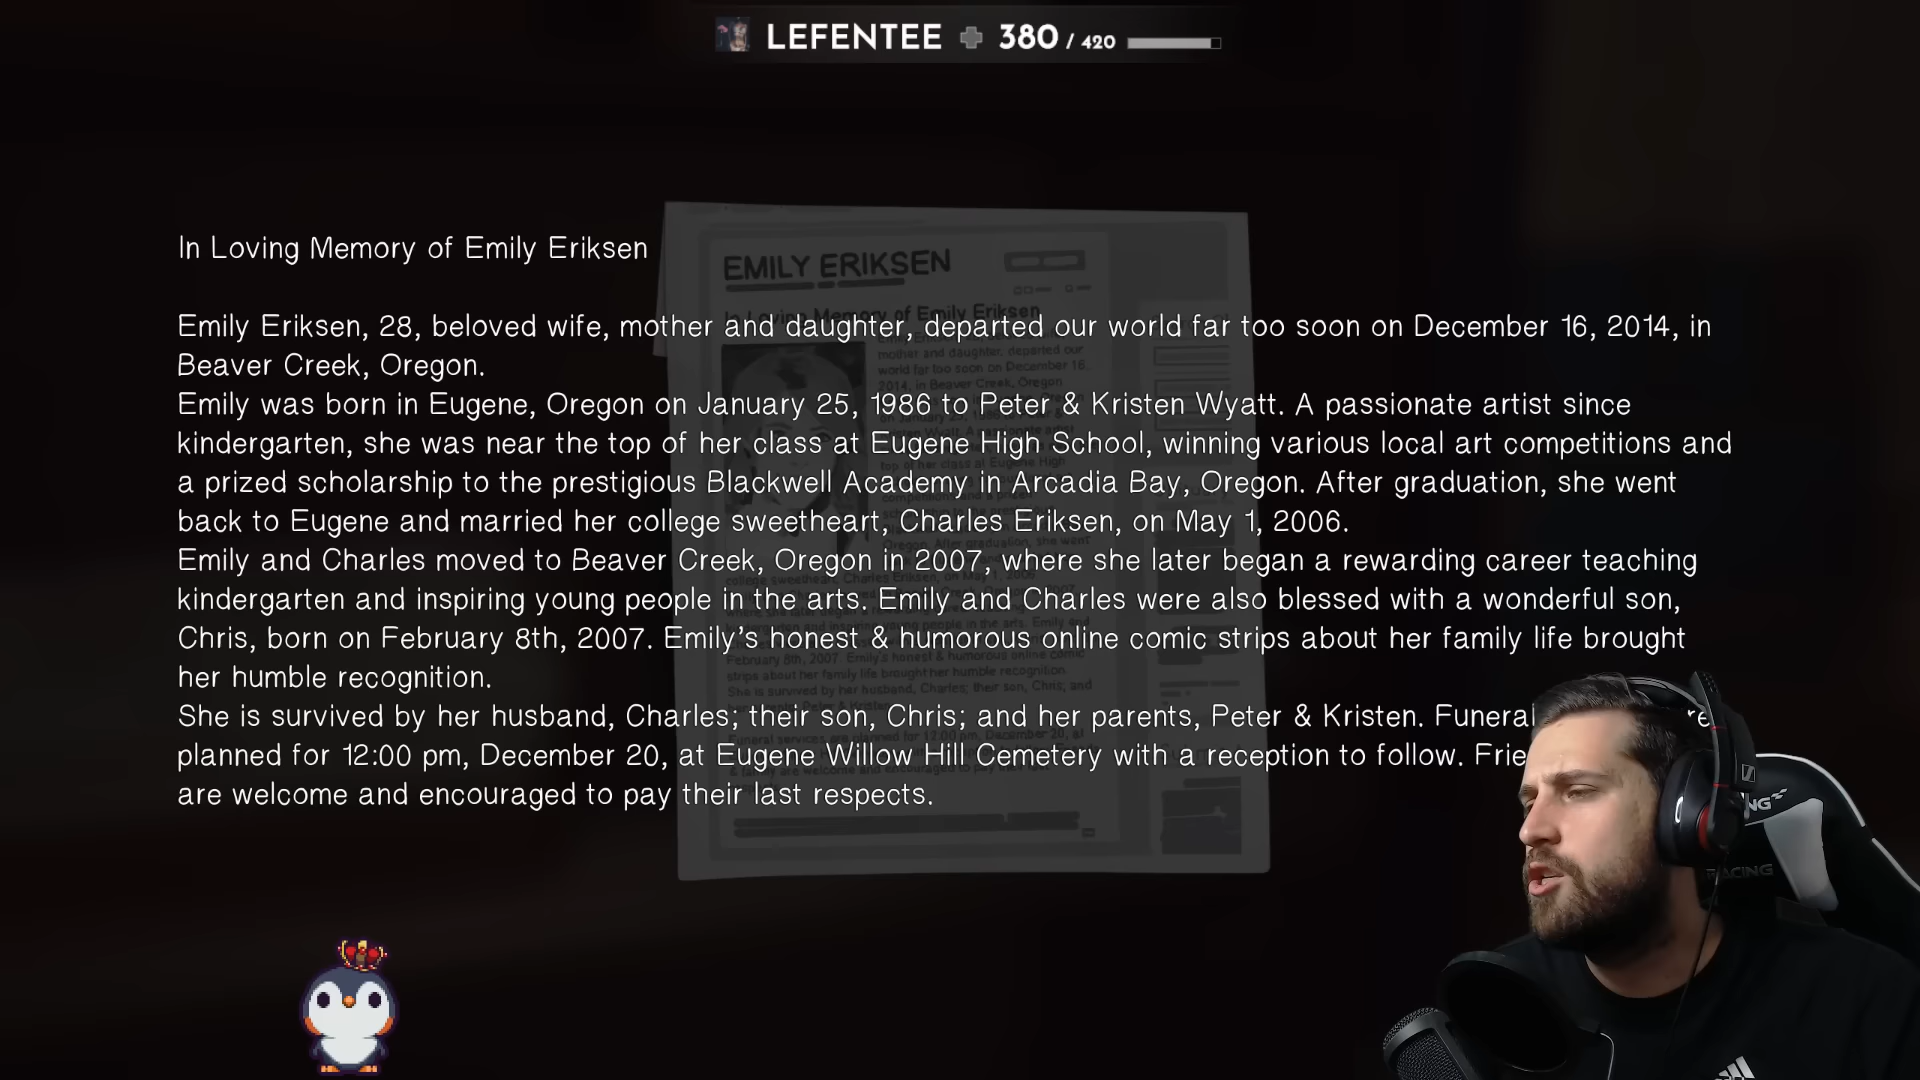 LEFENTEE 380 / 420
In Loving Memory of Emily Eriksen
EMILY ERIKSEN
Emily Eriksen, 28, beloved wife, mother and daughter, departed our world far too soon on December 16, 2014, in
Beaver Creek, Oregon.
Emily was born in Eugene, Oregon on January 25, 1986 to Peter & Kristen Wyatt. A passionate artist since
kindergarten, she was near the top of her class at Eugene High School, winning various local art competitions and
a prized scholarship to the prestigious Blackwell Academy in Arcadia Bay, Oregon. After graduation, she went
back to Eugene and married her college sweetheart, Charles Eriksen, on May 1, 2006.
Emily and Charles moved to Beaver Creek, Oregon in 2007, where she later began a rewarding career teaching
kindergarten and inspiring young people in the arts. Emily and Charles were also blessed with a wonderful son,
Chris, born on February 8th, 2007. Emily's honest & humorous online comic strips about her family life brought
her humble recognition.
She is survived by her husband, Charles; their son, Chris; and her parents, Peter & Kristen. Funeral
planned for 12:00 pm, December 20, at Eugene Willow Hill Cemetery with a reception to follow.
are welcome and encouraged to pay their last respects.
RACING